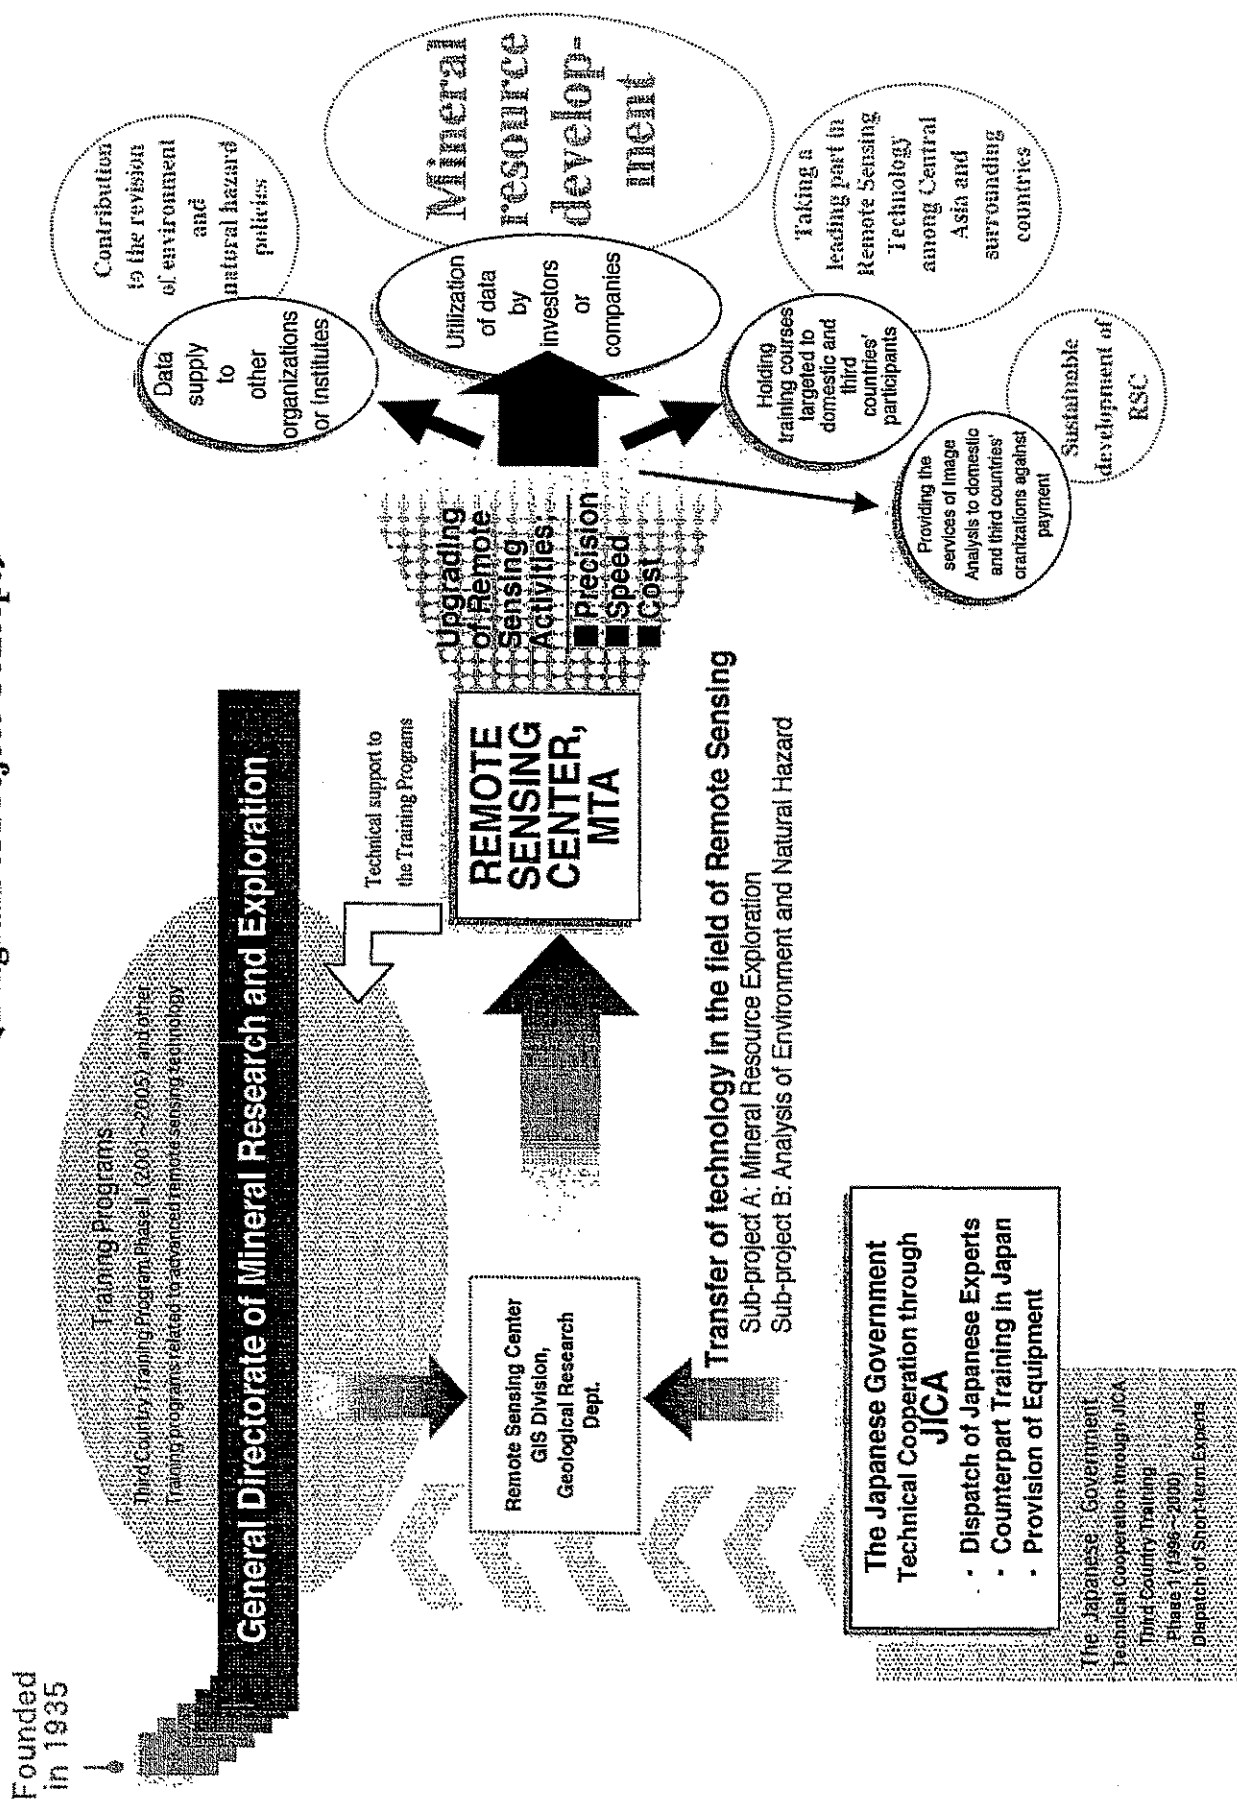 Founded
in 1935
Training Programs
Third Country Training Program Phase II (2001~2005) and other
Training programs related to advanced remote sensing technology
General Directorate of Mineral Research and Exploration
Technical support to
the Training Programs
Remote Sensing Center
GIS Division,
Geological Research
Dept.
REMOTE
SENSING
CENTER,
MTA
Transfer of technology in the field of Remote Sensing
Sub-project A: Mineral Resource Exploration
Sub-project B: Analysis of Environment and Natural Hazard
The Japanese Government
Technical Cooperation through
JICA
・ Dispatch of Japanese Experts
・ Counterpart Training in Japan
・ Provision of Equipment
The Japanese Government
Technical Cooperation through JICA
Third Country Training
Phase 1 (1996~2000)
・ Dispatch of Short-term Experts
Upgrading
of Remote
Sensing
Activities:
■ Precision
■ Speed
■ Cost
Data
supply
to
other
organizations
or Institutes
Contribution
to the revision
of environment
and
natural hazard
policies
Utilization
of data
by
investors
or
companies
Mineral
resource
develop-
ment
Holding
training courses
targeted to
domestic and
third
countries'
participants
Taking a
leading part in
Remote Sensing
Technology
among Central
Asia and
surrounding
countries
Providing the
services of Image
Analysis to domestic
and third countries'
oranizations against
payment
Sustainable
development of
RSC